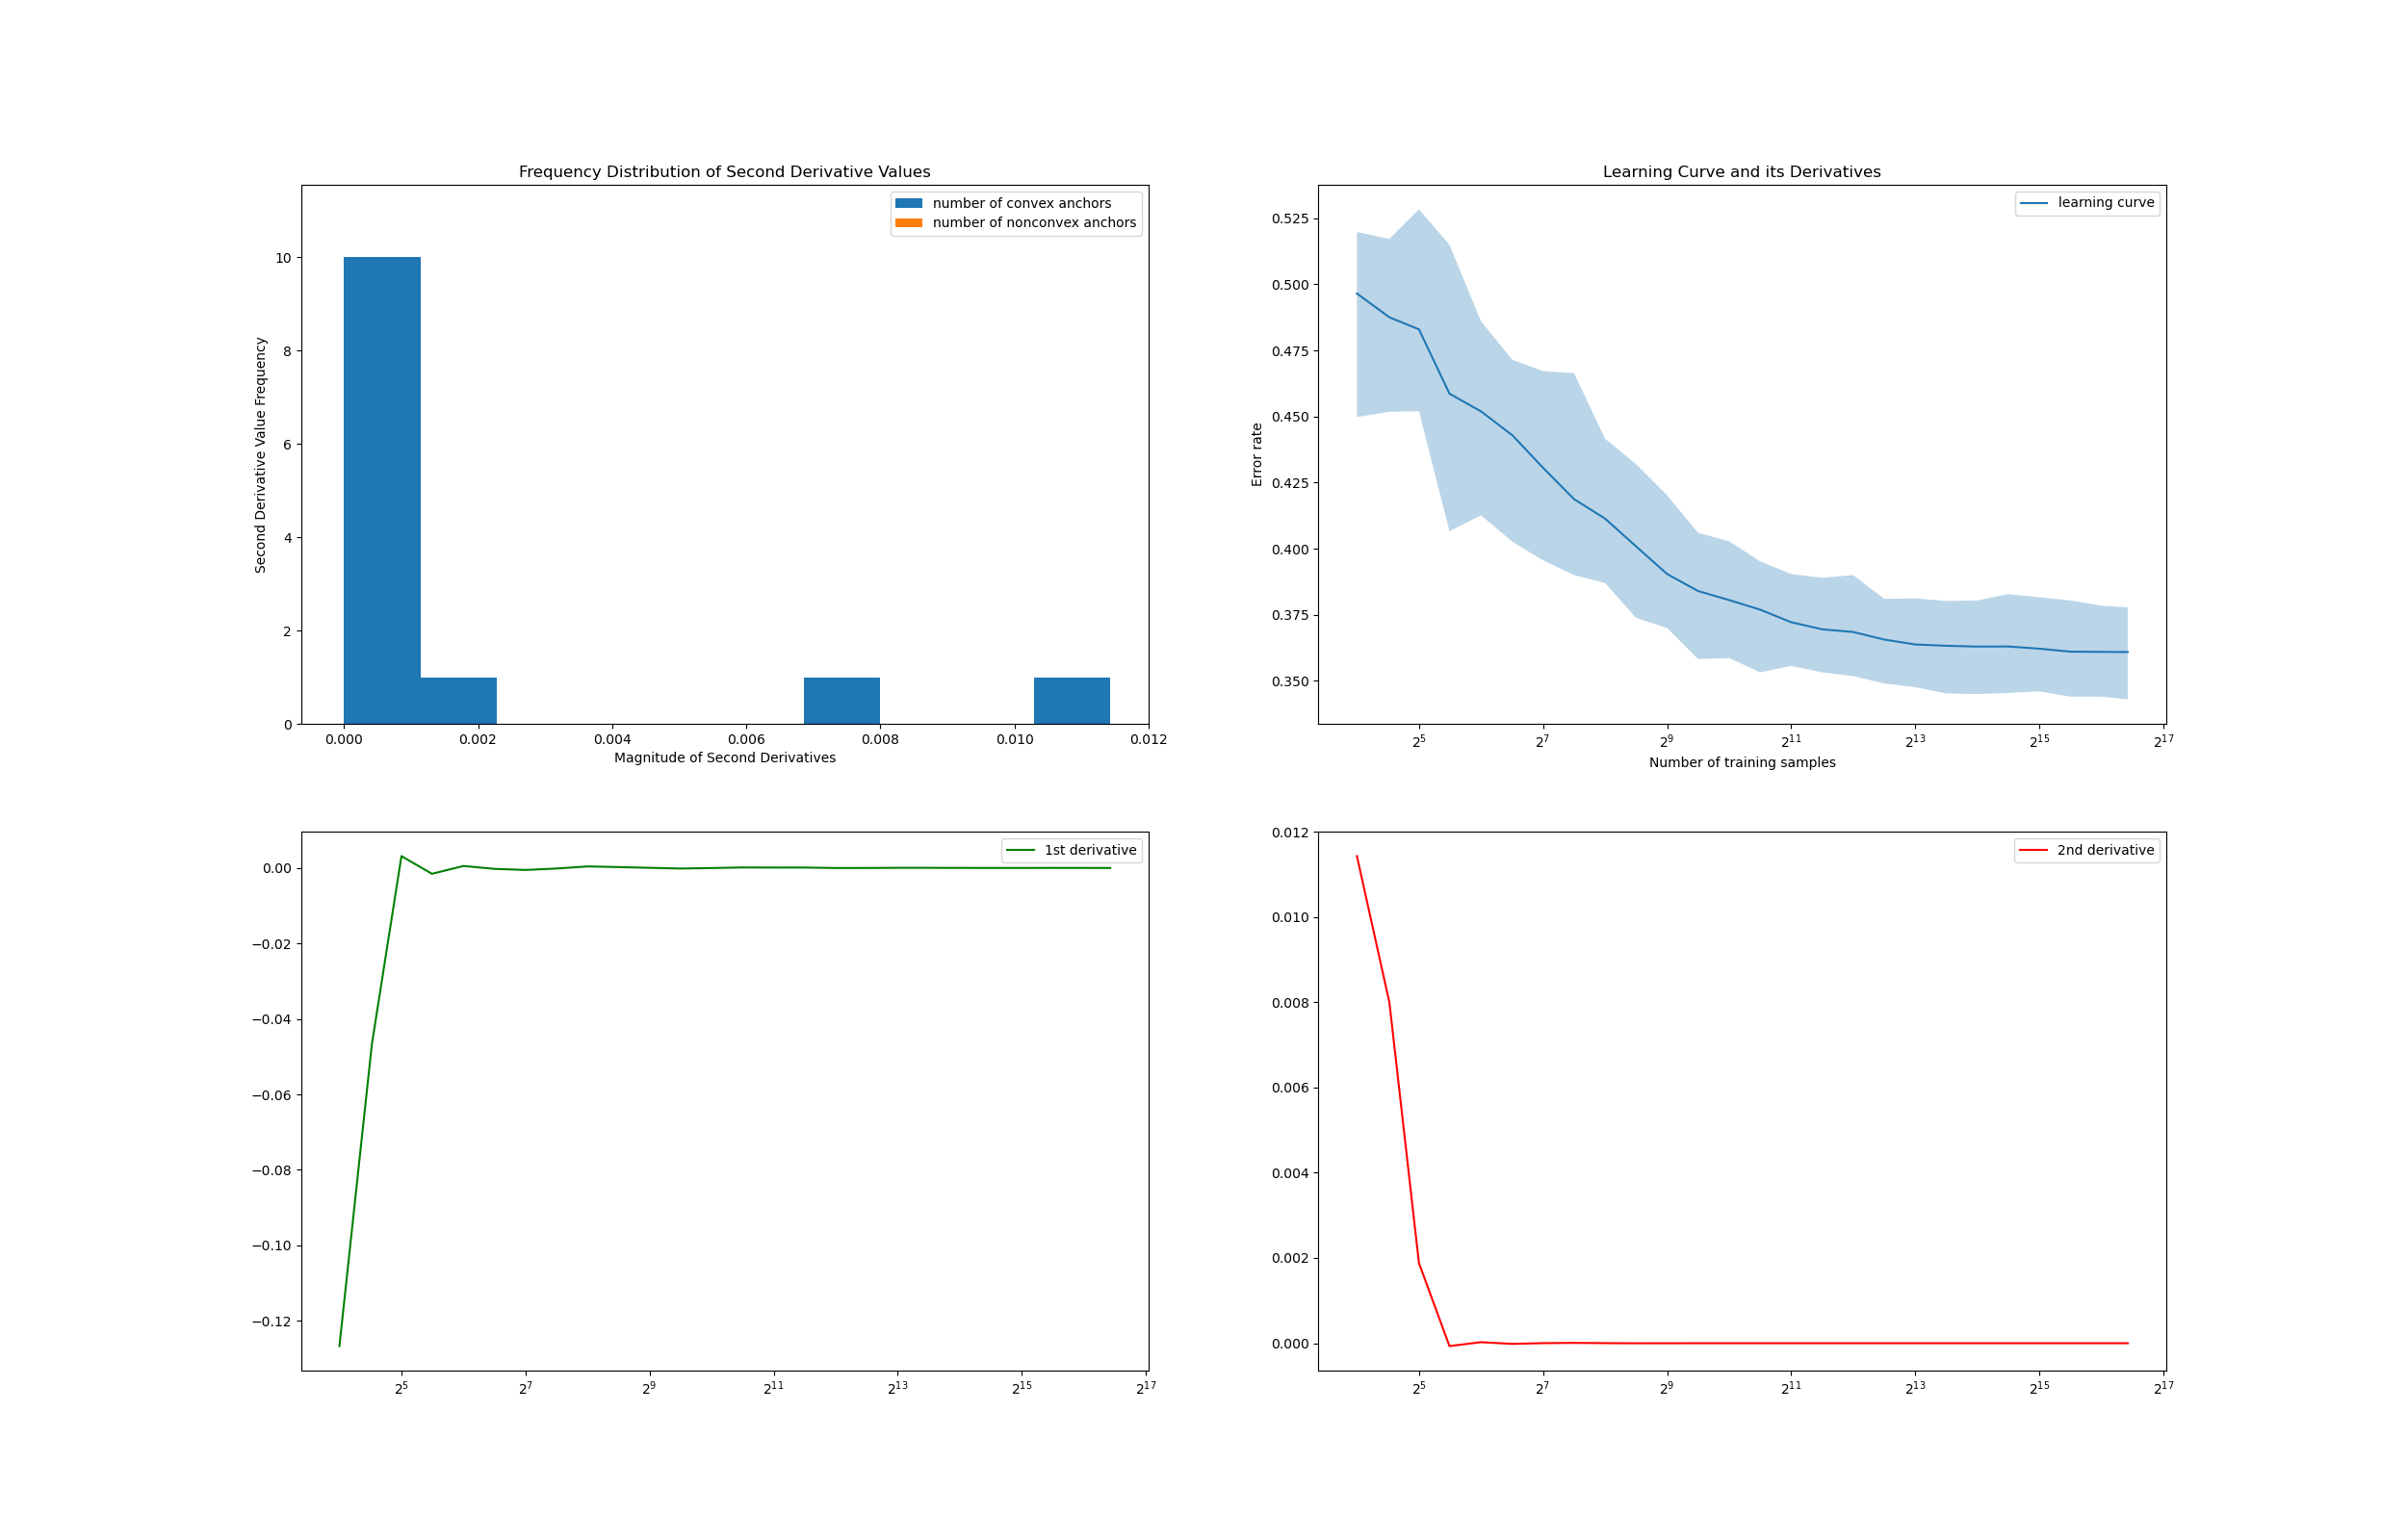 Frequency Distribution of Second Derivative Values
number of convex anchors
number of nonconvex anchors
Second Derivative Value Frequency
10
8
6
4
2
0
0.000 0.002 0.004 0.006 0.008 0.010 0.012
Magnitude of Second Derivatives
Learning Curve and its Derivatives
learning curve
Error rate
0.525
0.500
0.475
0.450
0.425
0.400
0.375
0.350
2^5 2^7 2^9 2^11 2^13 2^15 2^17
Number of training samples
1st derivative
0.00
−0.02
−0.04
−0.06
−0.08
−0.10
−0.12
2^5 2^7 2^9 2^11 2^13 2^15 2^17
2nd derivative
0.012
0.010
0.008
0.006
0.004
0.002
0.000
2^5 2^7 2^9 2^11 2^13 2^15 2^17